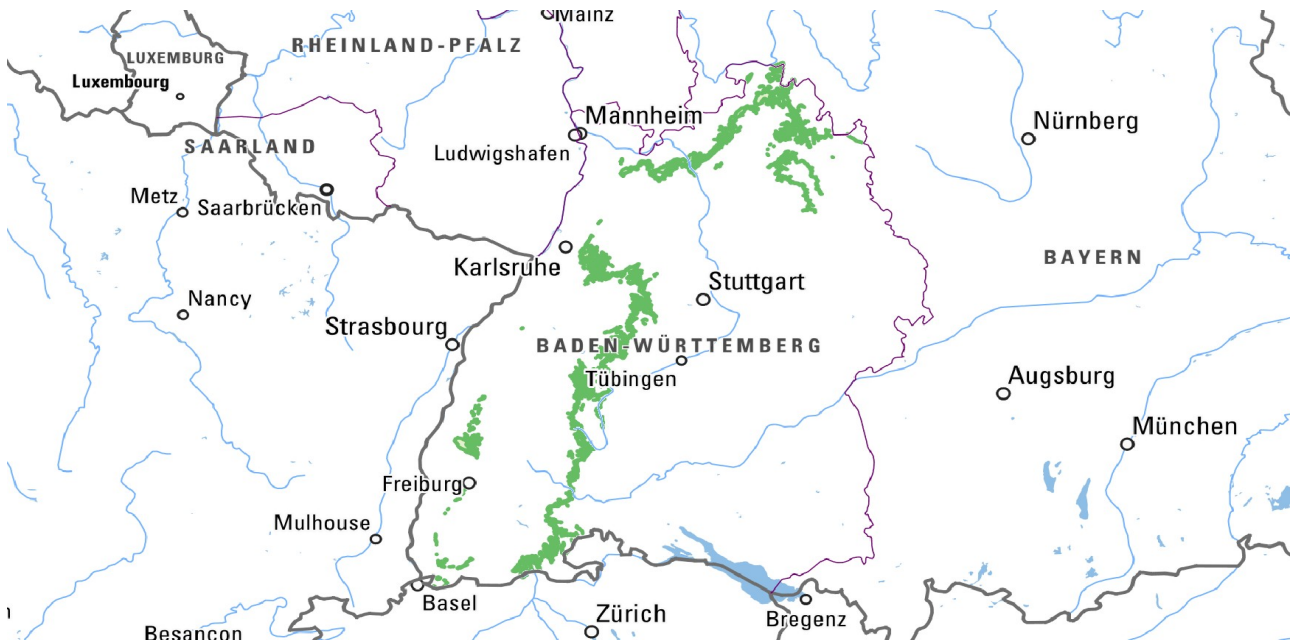 Mainz
RHEINLAND-PFALZ
LUXEMBURG
Luxembourg
Mannheim
Nürnberg
SAARLAND
Ludwigshafen
Metz
Saarbrücken
Karlsruhe
BAYERN
Stuttgart
Nancy
Strasbourg
BADEN-WÜRTTEMBERG
Tübingen
Augsburg
München
Freiburg
Mulhouse
Basel
Zürich
Bregenz
Besancon